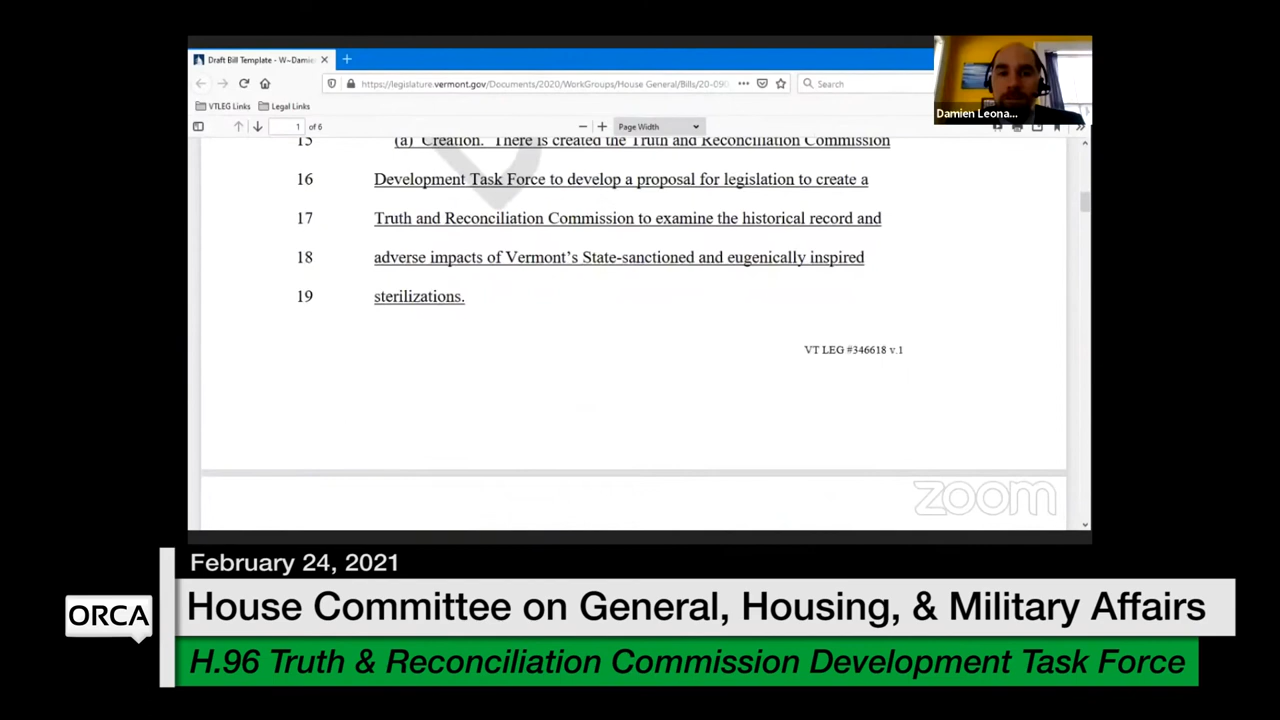 Draft Bill Template - W~Damie
https://legislature.vermont.gov/Documents/2020/WorkGroups/House General/Bills/20-090
Search
VTLEG Links Legal Links
1 of 6
Page Width
Damien Leona...
15 (a) Creation. There is created the Truth and Reconciliation Commission
16 Development Task Force to develop a proposal for legislation to create a
17 Truth and Reconciliation Commission to examine the historical record and
18 adverse impacts of Vermont's State-sanctioned and eugenically inspired
19 sterilizations.
VT LEG #346618 v.1
zoom
February 24, 2021
ORCA
House Committee on General, Housing, & Military Affairs
H.96 Truth & Reconciliation Commission Development Task Force